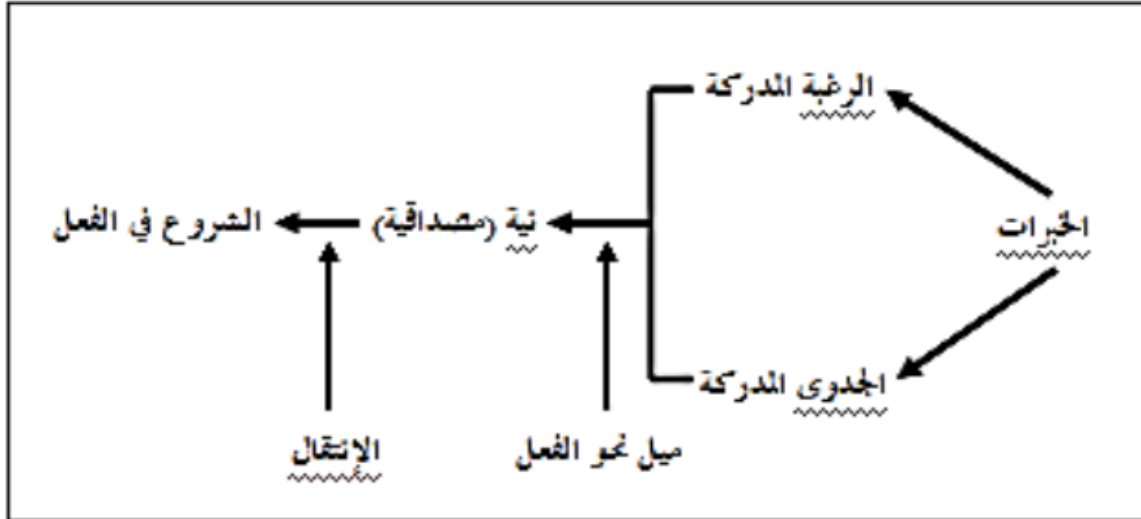 الرغبة المدركة
الخبرات
نية (مصداقية)
الشروع في الفعل
الجدوى المدركة
ميل نحو الفعل
الإنتقال